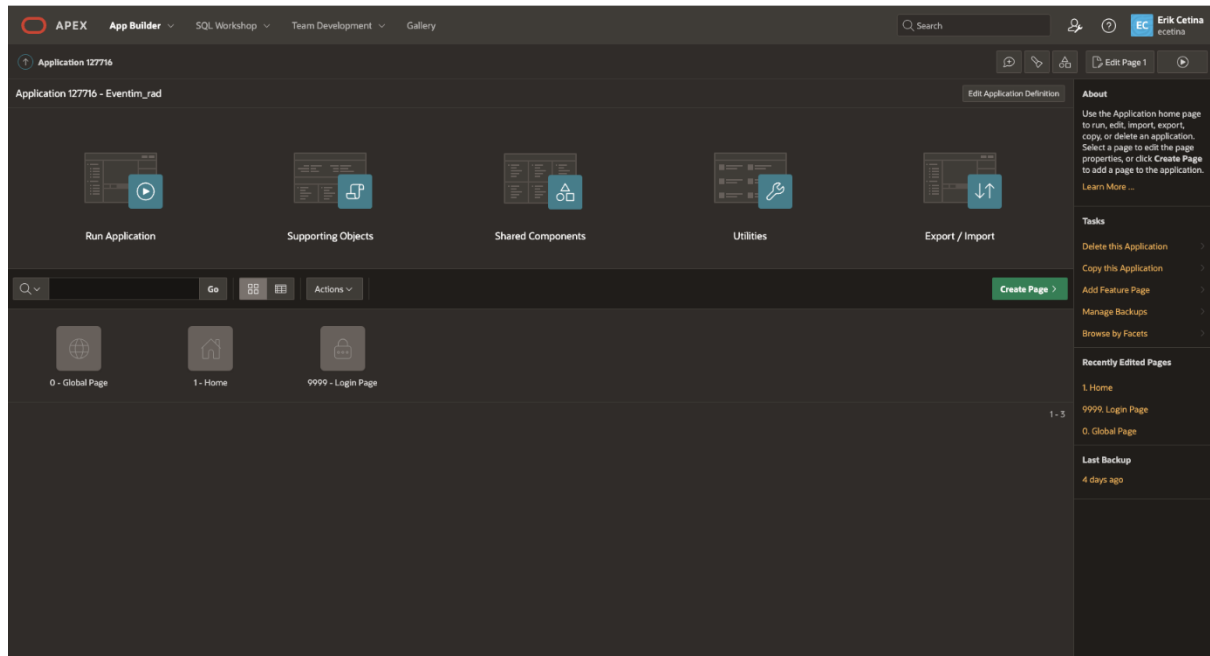 APEX App Builder SQL Workshop Team Development Gallery Search EC Erik Cetina
ecetina
Application 127716 Edit Page 1
Application 127716 - Eventim_rad Edit Application Definition
Run Application Supporting Objects Shared Components Utilities Export / Import
Go Actions Create Page >
0 - Global Page 1 - Home 9999 - Login Page
1 - 3
About
Use the Application home page
to run, edit, import, export,
copy, or delete an application.
Select a page to edit the page
properties, or click Create Page
to add a page to the application.
Learn More ...
Tasks
Delete this Application
Copy this Application
Add Feature Page
Manage Backups
Browse by Facets
Recently Edited Pages
1. Home
9999. Login Page
0. Global Page
Last Backup
4 days ago